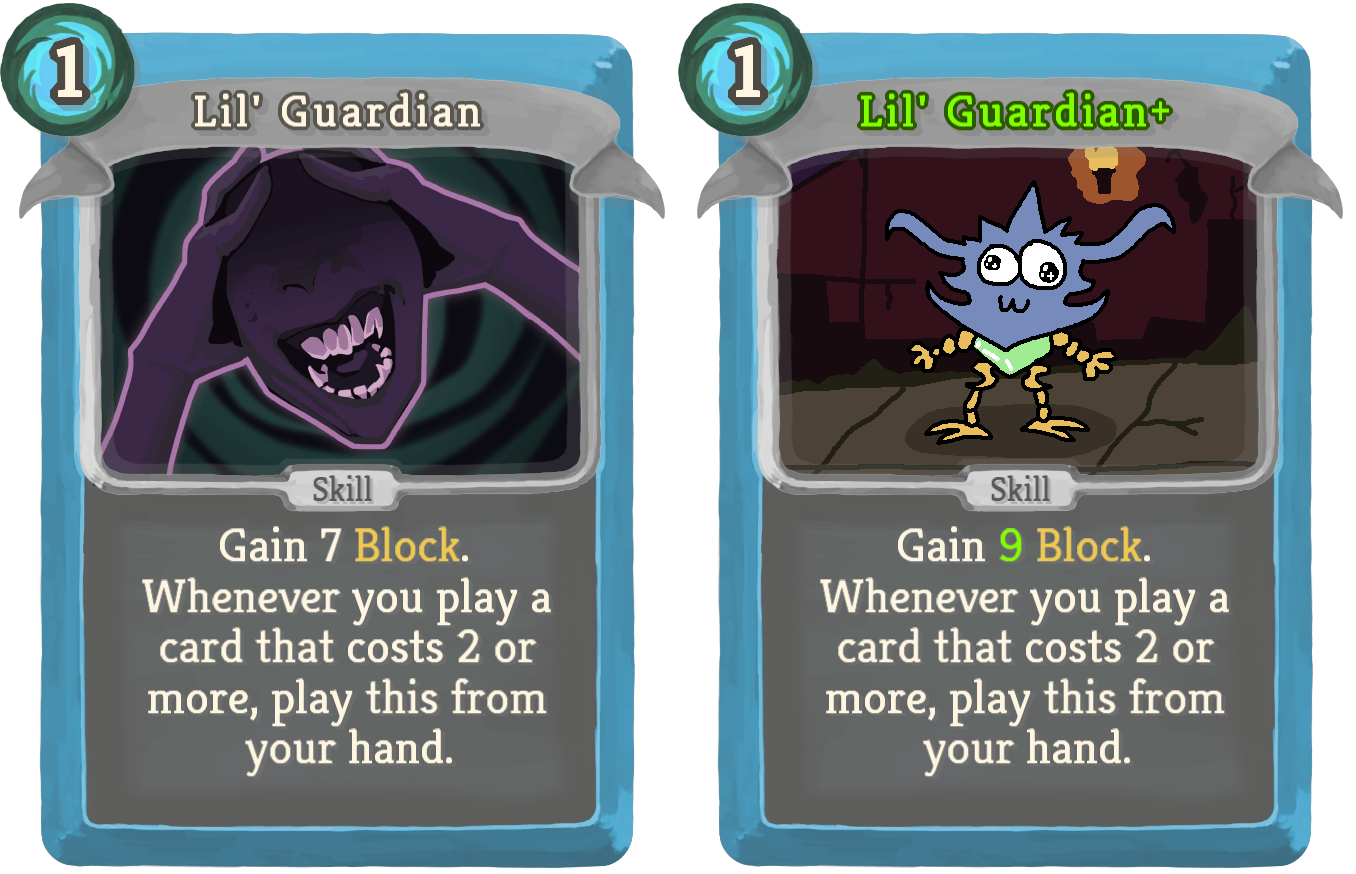 1
Lil' Guardian
Skill
Gain 7 Block.
Whenever you play a
card that costs 2 or
more, play this from
your hand.
1
Lil' Guardian+
Skill
Gain 9 Block.
Whenever you play a
card that costs 2 or
more, play this from
your hand.